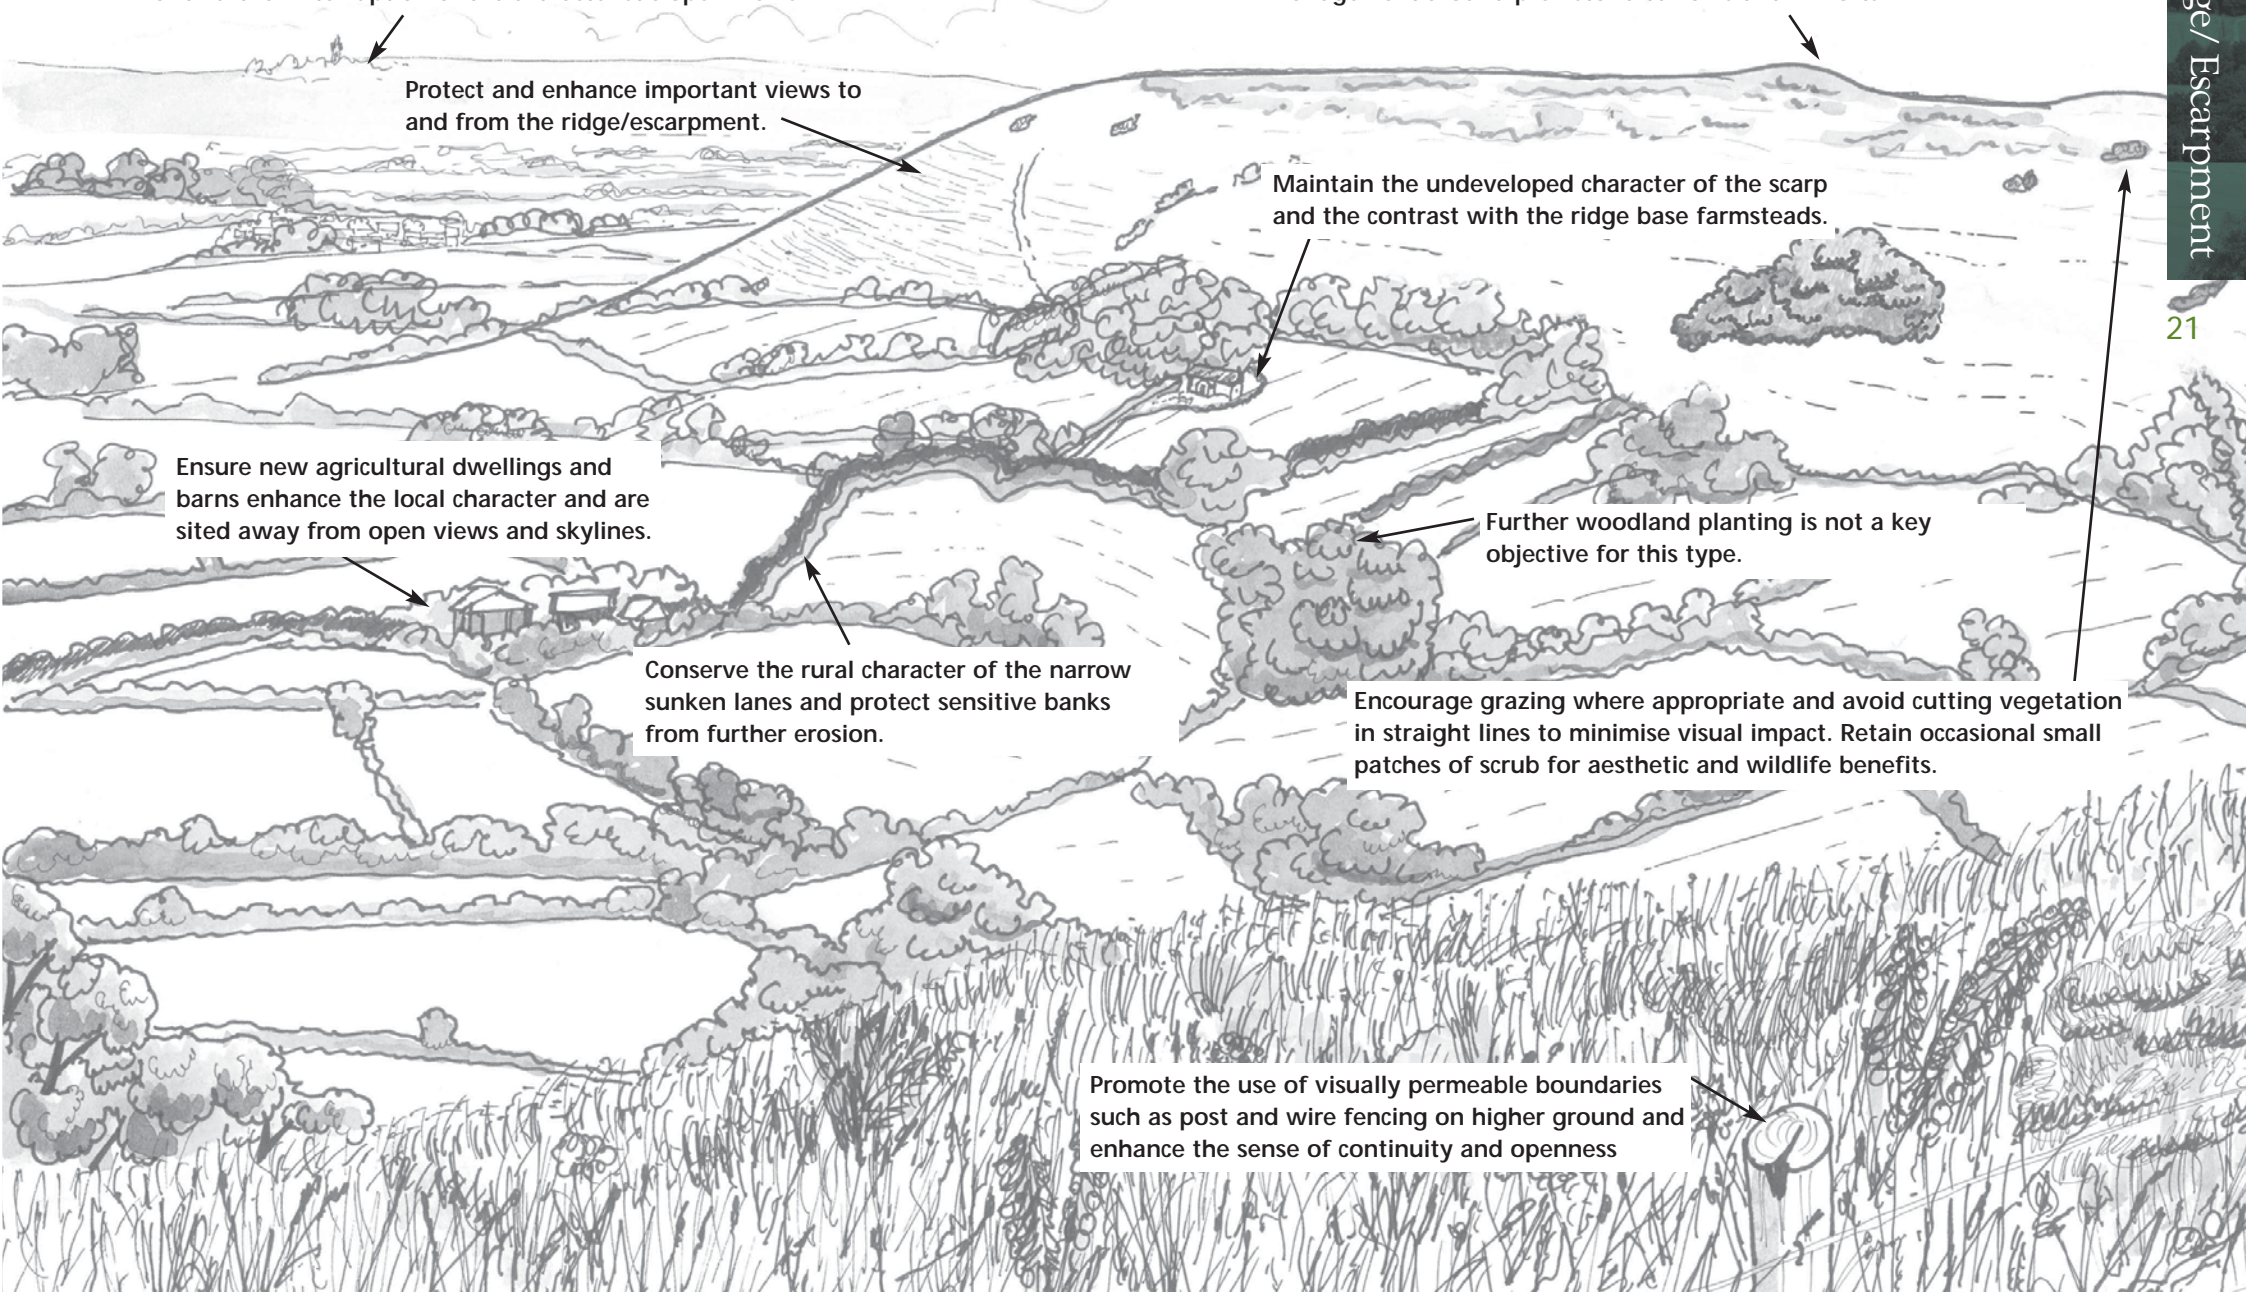 Protect and enhance important views to
and from the ridge/escarpment.
Maintain the undeveloped character of the scarp
and the contrast with the ridge base farmsteads.
Escarpment
21
Ensure new agricultural dwellings and
barns enhance the local character and are
sited away from open views and skylines.
Further woodland planting is not a key
objective for this type.
Conserve the rural character of the narrow
sunken lanes and protect sensitive banks
from further erosion.
Encourage grazing where appropriate and avoid cutting vegetation
in straight lines to minimise visual impact. Retain occasional small
patches of scrub for aesthetic and wildlife benefits.
Promote the use of visually permeable boundaries
such as post and wire fencing on higher ground and
enhance the sense of continuity and openness